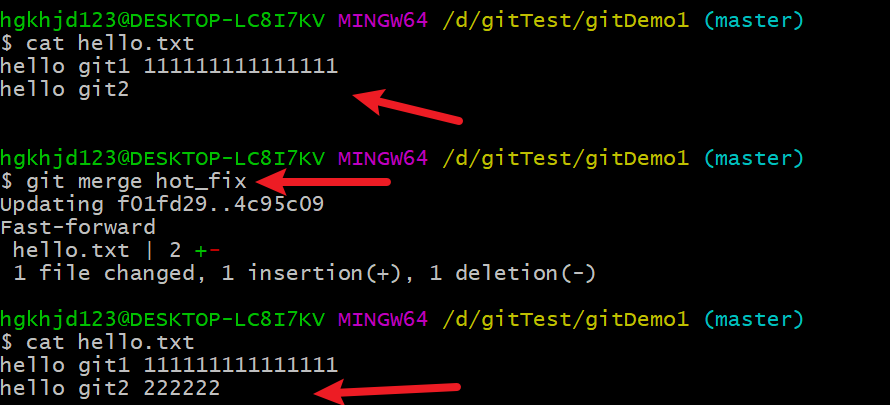 hgkhjd123@DESKTOP-LC8I7KV MINGW64 /d/gitTest/gitDemo1 (master)
$ cat hello.txt
hello git1 111111111111111
hello git2
hgkhjd123@DESKTOP-LC8I7KV MINGW64 /d/gitTest/gitDemo1 (master)
$ git merge hot_fix
Updating f01fd29..4c95c09
Fast-forward
 hello.txt | 2 +-
 1 file changed, 1 insertion(+), 1 deletion(-)
hgkhjd123@DESKTOP-LC8I7KV MINGW64 /d/gitTest/gitDemo1 (master)
$ cat hello.txt
hello git1 111111111111111
hello git2 222222